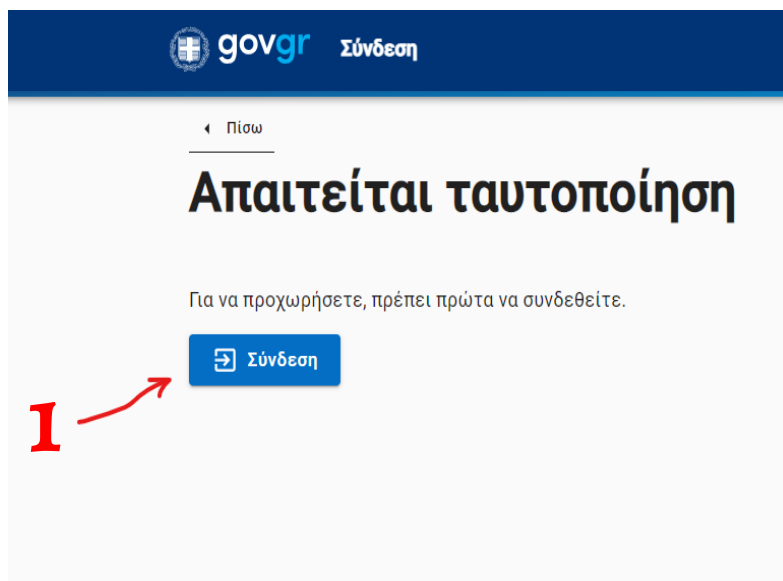 govgr Σύνδεση
Πίσω
Απαιτείται ταυτοποίηση
Για να προχωρήσετε, πρέπει πρώτα να συνδεθείτε.
Σύνδεση
1